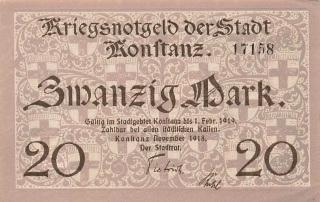 Kriegsnotgeld der Stadt
Konstanz. 17158
Zwanzig Mark.
Gültig im Stadtgebiet Konstanz bis 1. Febr. 1919.
Zahlbar bei allen städtischen Kassen.
Konstanz November 1918.
Der Stadtrat.
20 20